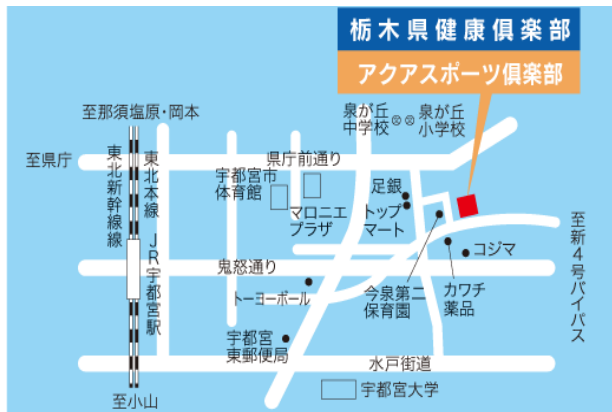 栃木県健康倶楽部
アクアスポーツ倶楽部
至那須塩原・岡本
泉が丘
中学校
泉が丘
小学校
至県庁
県庁前通り
東北新幹線線
東北本線
宇都宮市
体育館
マロニエ
プラザ
足銀
トップ
マート
至新4号バイパス
コジマ
JR宇都宮駅
鬼怒通り
トーヨーボール
今泉第二
保育園
カワチ
薬品
宇都宮
東郵便局
水戸街道
宇都宮大学
至小山